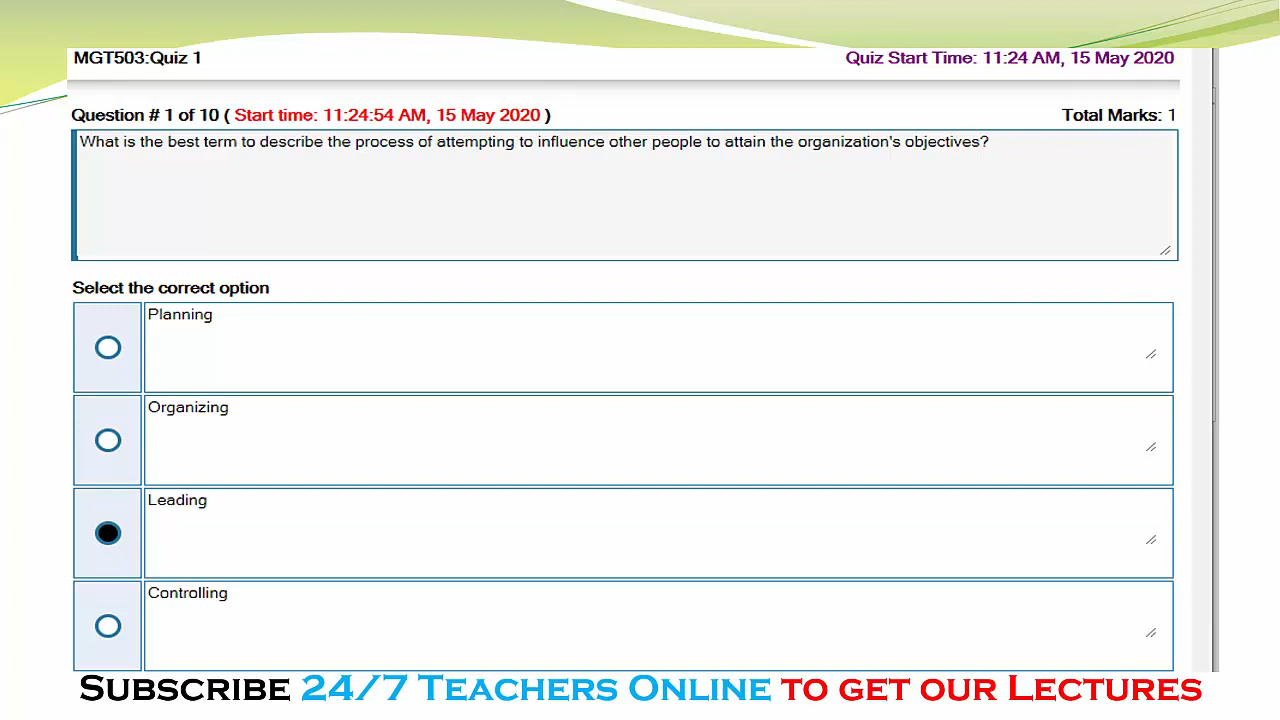 MGT503:Quiz 1 Quiz Start Time: 11:24 AM, 15 May 2020
Question # 1 of 10 ( Start time: 11:24:54 AM, 15 May 2020 ) Total Marks: 1
What is the best term to describe the process of attempting to influence other people to attain the organization's objectives?
Select the correct option
Planning
Organizing
Leading
Controlling
Subscribe 24/7 Teachers Online to get our Lectures